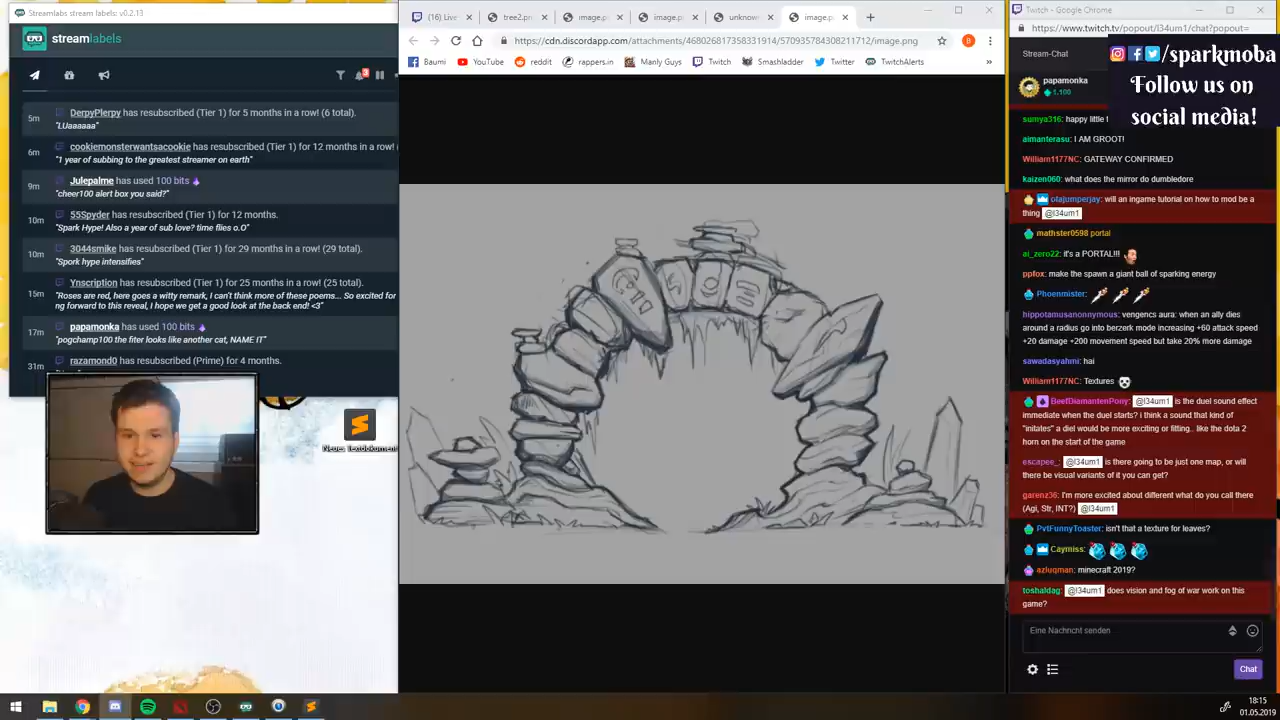 Streamlabs stream labels: v0.2.13
streamlabels
3
5m DerpyPlerpy has resubscribed (Tier 1) for 5 months in a row! (6 total).
"LUaaaaaa"
6m cookiemonsterwantsacookie has resubscribed (Tier 1) for 12 months in a row! (
"1 year of subbing to the greatest streamer on earth"
9m Julepalme has used 100 bits
"cheer100 alert box you said?"
10m 55Spyder has resubscribed (Tier 1) for 12 months.
"Spark Hype! Also a year of sub love? time flies o.O"
10m 3044smike has resubscribed (Tier 1) for 29 months in a row! (29 total).
"Spork hype intensifies"
15m Ynscription has resubscribed (Tier 1) for 25 months in a row! (25 total).
"Roses are red, here goes a witty remark, I can't think more of these poems... So excited for
ng forward to this reveal, I hope we get a good look at the back end! <3"
17m papamonka has used 100 bits
"pogchamp100 the fiter looks like another cat, NAME IT"
31m razamond0 has resubscribed (Prime) for 4 months.
Neues Textdokument
(16) Live
tree2.pn
image.p
image.p
unknow
image.p
https://cdn.discordapp.com/attachments/468026817358331914/570935784308211712/image.png
B
Baumi YouTube reddit rappers.in Manly Guys Twitch Smashladder Twitter TwitchAlerts »
Twitch - Google Chrome
https://www.twitch.tv/popout/l34um1/chat?popout=
Stream-Chat
/sparkmoba
Follow us on
social media!
papamonka
1,100
sumya316: happy little t
aimanterasu: I AM GROOT!
William1177NC: GATEWAY CONFIRMED
kaizen060: what does the mirror do dumbledore
olajumperjay: will an ingame tutorial on how to mod be a
thing @l34um1
mathster0598 portal
ai_zero22: it's a PORTAL!!!
ppfox: make the spawn a giant ball of sparking energy
Phoenmister:
hippotamusanonnymous: vengencs aura: when an ally dies
around a radius go into berzerk mode increasing +60 attack speed
+20 damage +200 movement speed but take 20% more damage
sawadasyahmi: hai
William1177NC: Textures
BeefDiamantenPony: @l34um1 is the duel sound effect
immediate when the duel starts? i think a sound that kind of
"initates" a diel would be more exciting or fitting.. like the dota 2
horn on the start of the game
escapee_: @l34um1 is there going to be just one map, or will
there be visual variants of it you can get?
garenz36: I'm more excited about different what do you call there
(Agi, Str, INT?) @l34um1
PvtFunnyToaster: isn't that a texture for leaves?
Caymiss:
azluqman: minecraft 2019?
toshaldag: @l34um1 does vision and fog of war work on this
game?
Eine Nachricht senden
Chat
18:15
01.05.2019